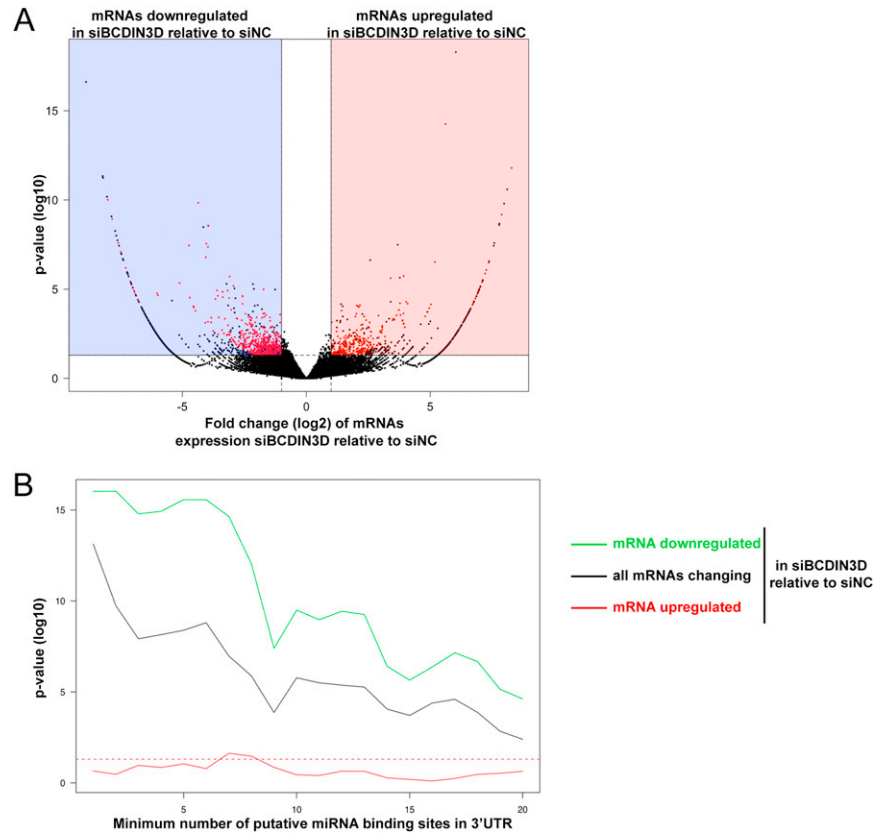 A
mRNAs downregulated
in siBCDIN3D relative to siNC
mRNAs upregulated
in siBCDIN3D relative to siNC
15
10
5
0
p-value (log10)
-5
0
5
Fold change (log2) of mRNAs
expression siBCDIN3D relative to siNC
B
15
10
5
0
p-value (log10)
5
10
15
20
Minimum number of putative miRNA binding sites in 3'UTR
mRNA downregulated
all mRNAs changing
mRNA upregulated
in siBCDIN3D
relative to siNC